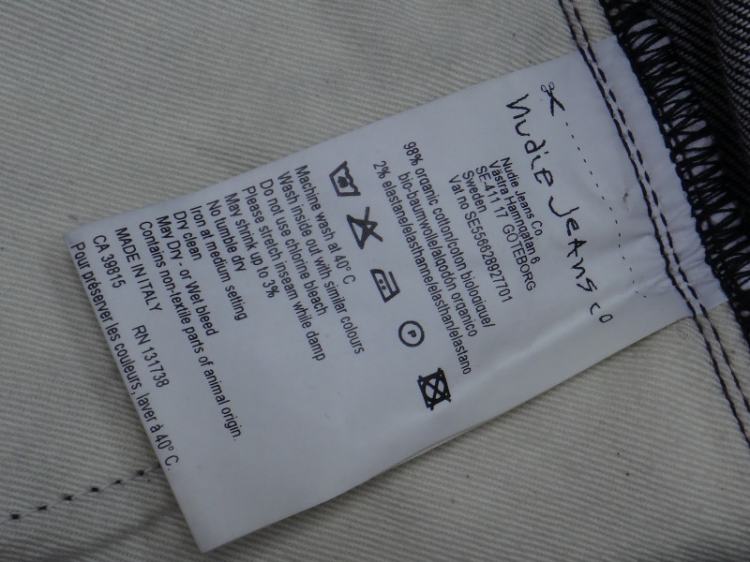 Nudie Jeans co
Nudie Jeans Co
Västra Hamngatan 6
SE-411 17 GÖTEBORG
Sweden
Val no SE556628927701
98% organic cotton/coton biologique/
bio-baumwolle/algodon organico
2% elastane/elasthanne/elasthan/elastano
P
Machine wash at 40° C
Wash inside out with similar colours
Do not use chlorine bleach
Please stretch inseam while damp
May shrink up to 3%
No tumble dry
Iron at medium setting
Dry clean
May Dry - or Wet bleed
Contains non-textile parts of animal origin.
MADE IN ITALY RN 131738
CA 39815
Pour préserver les couleurs, laver à 40° C.